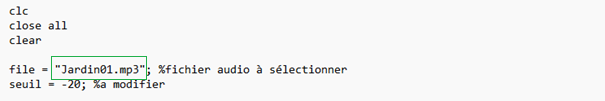 clc
close all
clear
file = "Jardin01.mp3"; %fichier audio à sélectionner
seuil = -20; %a modifier